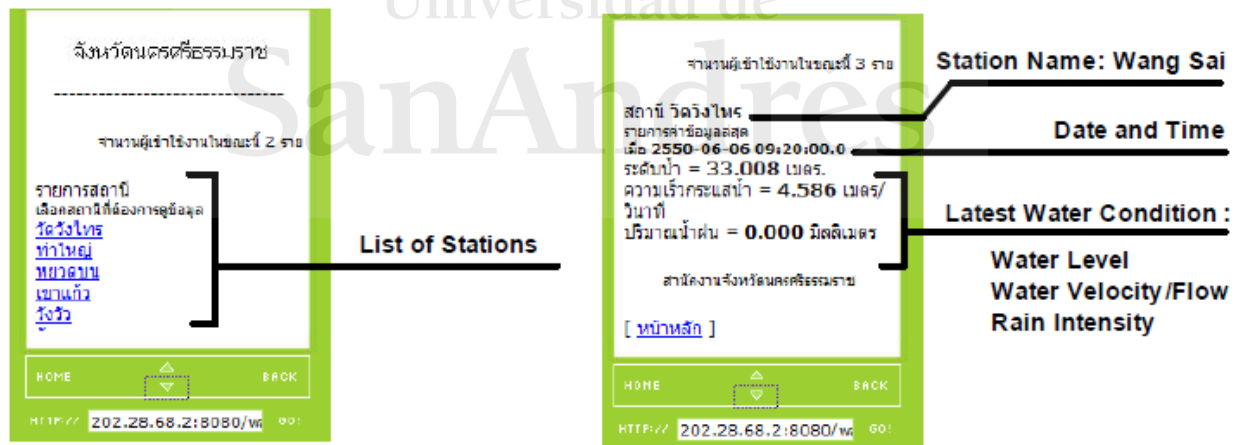 Universidad de
SanAndrés
จังหวัดนครศรีธรรมราช
------------------------------
จำนวนผู้เข้าใช้งานในขณะนี้ 2 ราย
รายการสถานี
เลือกสถานีที่ต้องการดูข้อมูล
วัดวังไทร
ท่าใหญ่
หยวดบน
เขาแก้ว
วังวัว
HOME
BACK
HTTP://
202.28.68.2:8080/wa
GO!
List of Stations
จำนวนผู้เข้าใช้งานในขณะนี้ 3 ราย
สถานี วัดวังไทร
รายการค่าข้อมูลล่าสุด
เมื่อ 2550-06-06 09:20:00.0
ระดับน้ำ = 33.008 เมตร.
ความเร็วกระแสน้ำ = 4.586 เมตร/
วินาที
ปริมาณน้ำฝน = 0.000 มิลลิเมตร
สำนักงานจังหวัดนครศรีธรรมราช
[ หน้าหลัก ]
HOME
BACK
HTTP://
202.28.68.2:8080/wa
GO!
Station Name: Wang Sai
Date and Time
Latest Water Condition :
Water Level
Water Velocity/Flow
Rain Intensity